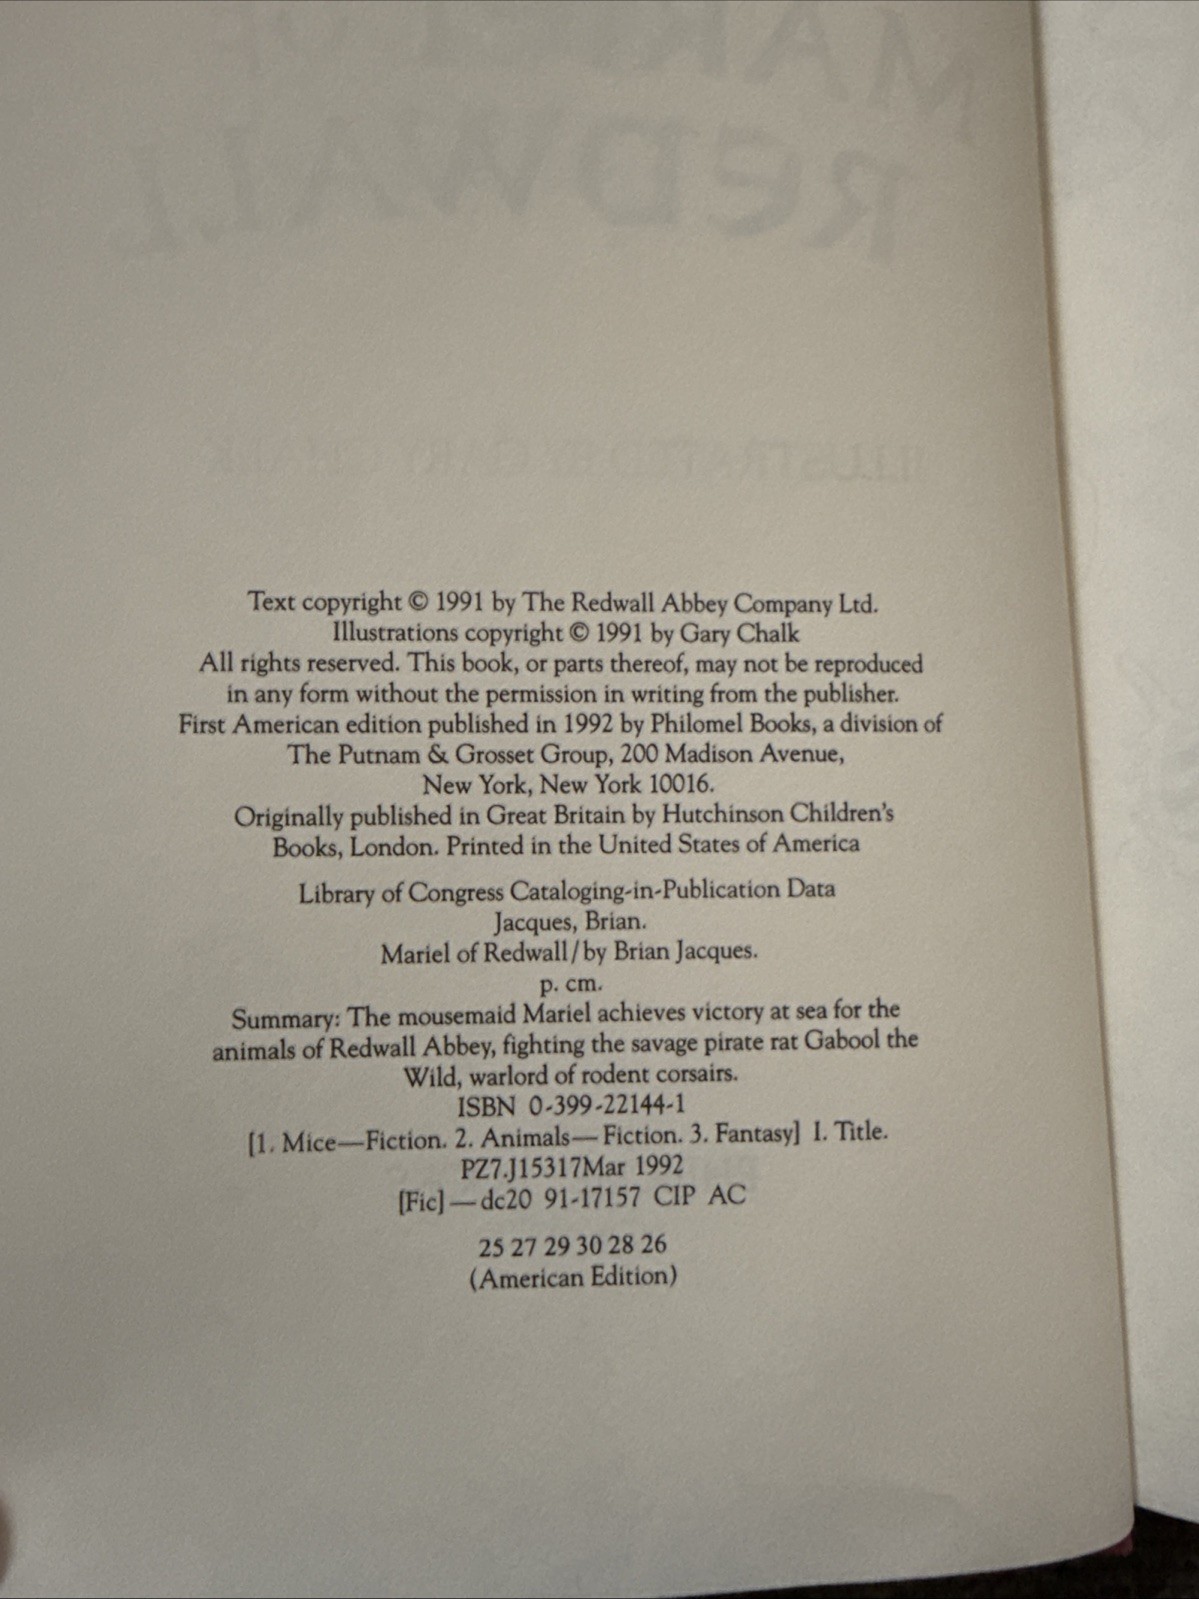 MARIEL OF
REDWALL
ILLUSTRATED BY GARY CHALK
Text copyright © 1991 by The Redwall Abbey Company Ltd.
Illustrations copyright © 1991 by Gary Chalk
All rights reserved. This book, or parts thereof, may not be reproduced
in any form without the permission in writing from the publisher.
First American edition published in 1992 by Philomel Books, a division of
The Putnam & Grosset Group, 200 Madison Avenue,
New York, New York 10016.
Originally published in Great Britain by Hutchinson Children's
Books, London. Printed in the United States of America
Library of Congress Cataloging-in-Publication Data
Jacques, Brian.
Mariel of Redwall/by Brian Jacques.
p. cm.
Summary: The mousemaid Mariel achieves victory at sea for the
animals of Redwall Abbey, fighting the savage pirate rat Gabool the
Wild, warlord of rodent corsairs.
ISBN 0-399-22144-1
[1. Mice—Fiction. 2. Animals—Fiction. 3. Fantasy] I. Title.
PZ7.J15317Mar 1992
[Fic]—dc20 91-17157 CIP AC
25 27 29 30 28 26
(American Edition)